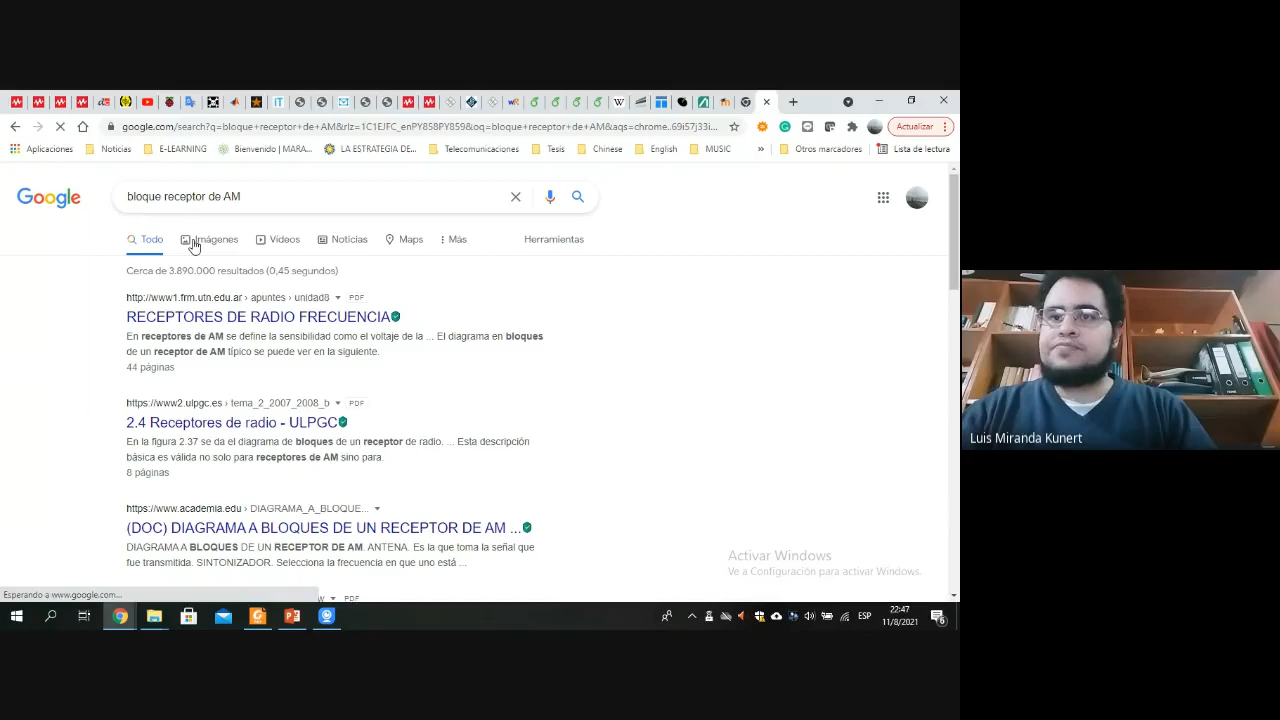 google.com/search?q=bloque+receptor+de+AM&rlz=1C1EJFC_enPY858PY859&oq=bloque+receptor+de+AM&aqs=chrome..69i57j33i...
Actualizar
Aplicaciones
Noticias
E-LEARNING
Bienvenido | MARA...
LA ESTRATEGIA DE...
Telecomunicaciones
Tesis
Chinese
English
MUSIC
»
Otros marcadores
Lista de lectura
Google
bloque receptor de AM
Todo
Imágenes
Vídeos
Noticias
Maps
Más
Herramientas
Cerca de 3.890.000 resultados (0,45 segundos)
http://www1.frm.utn.edu.ar › apuntes › unidad8 PDF
RECEPTORES DE RADIO FRECUENCIA
En receptores de AM se define la sensibilidad como el voltaje de la ... El diagrama en bloques
de un receptor de AM típico se puede ver en la siguiente.
44 páginas
https://www2.ulpgc.es › tema_2_2007_2008_b PDF
2.4 Receptores de radio - ULPGC
En la figura 2.37 se da el diagrama de bloques de un receptor de radio. ... Esta descripción
básica es válida no solo para receptores de AM sino para.
8 páginas
https://www.academia.edu › DIAGRAMA_A_BLOQUE...
(DOC) DIAGRAMA A BLOQUES DE UN RECEPTOR DE AM ...
DIAGRAMA A BLOQUES DE UN RECEPTOR DE AM. ANTENA. Es la que toma la señal que
fue transmitida. SINTONIZADOR. Selecciona la frecuencia en que uno está ...
PDF
Activar Windows
Ve a Configuración para activar Windows.
Esperando a www.google.com...
ESP
22:47
11/8/2021
6
Luis Miranda Kunert